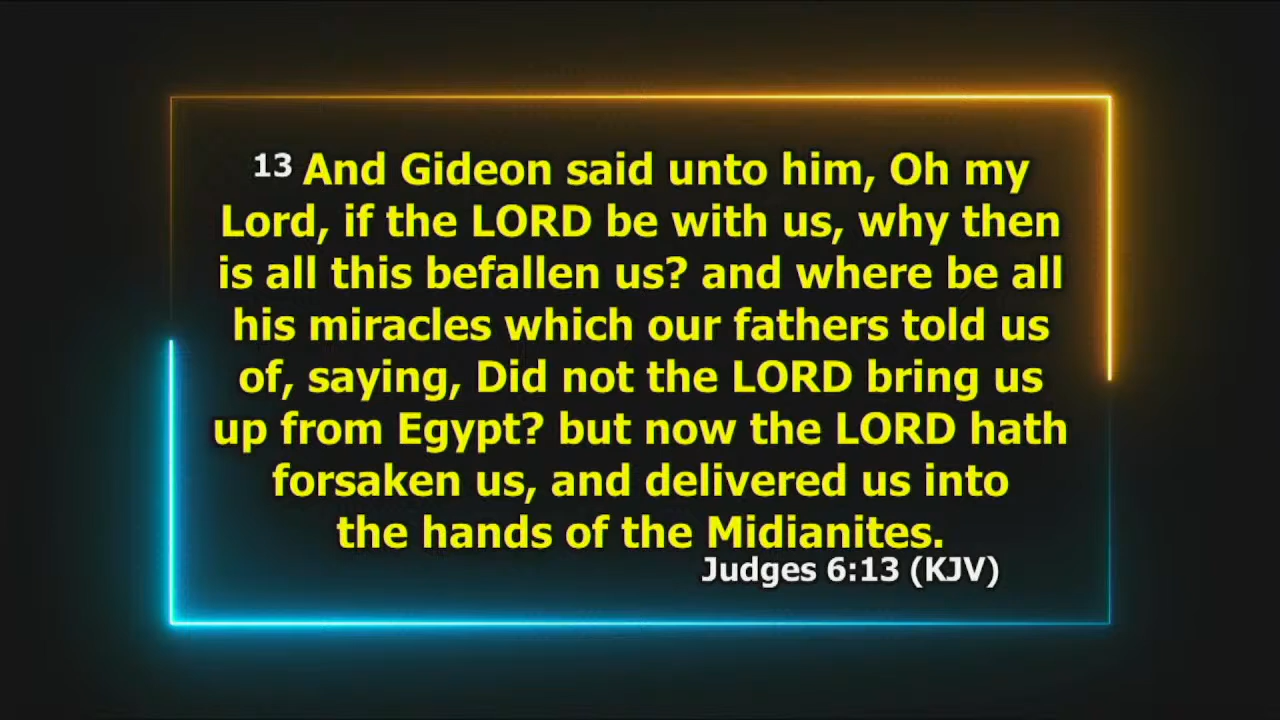 13 And Gideon said unto him, Oh my
Lord, if the LORD be with us, why then
is all this befallen us? and where be all
his miracles which our fathers told us
of, saying, Did not the LORD bring us
up from Egypt? but now the LORD hath
forsaken us, and delivered us into
the hands of the Midianites.
Judges 6:13 (KJV)